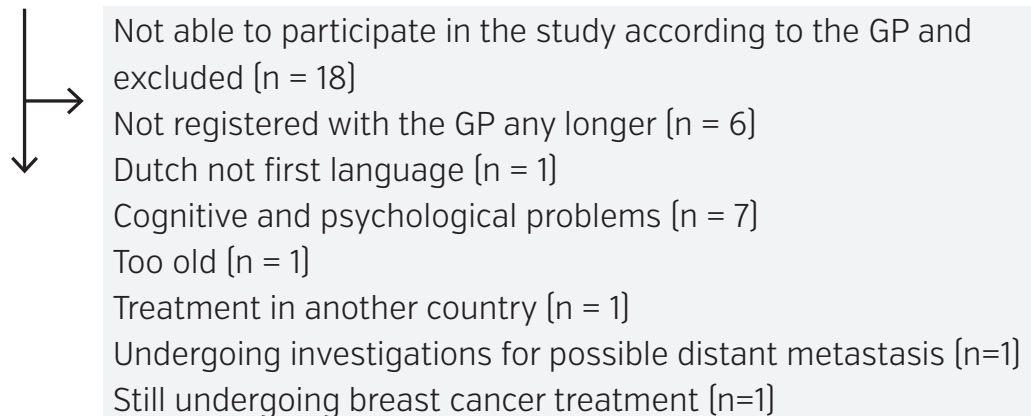 Not able to participate in the study according to the GP and
excluded (n = 18)
Not registered with the GP any longer (n = 6)
Dutch not first language (n = 1)
Cognitive and psychological problems (n = 7)
Too old (n = 1)
Treatment in another country (n = 1)
Undergoing investigations for possible distant metastasis (n=1)
Still undergoing breast cancer treatment (n=1)